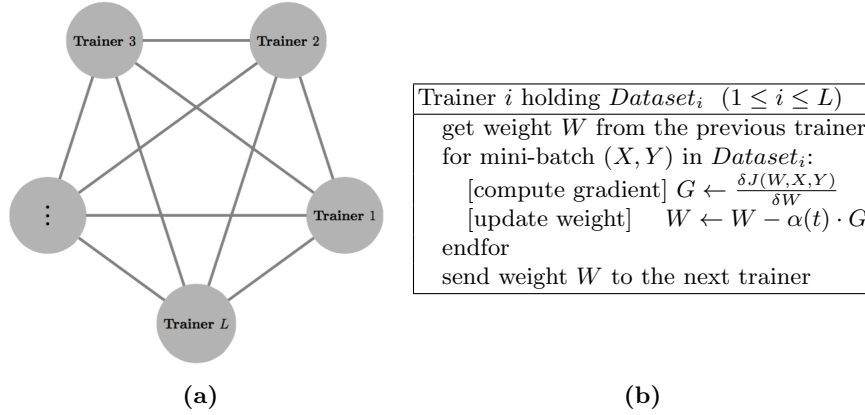 Trainer 3
Trainer 2
⋮
Trainer 1
Trainer L
(a)
Trainer i holding Dataset_i (1 ≤ i ≤ L)
get weight W from the previous trainer
for mini-batch (X, Y) in Dataset_i:
[compute gradient] G ← δJ(W,X,Y)/δW
[update weight] W ← W − α(t) · G
endfor
send weight W to the next trainer
(b)